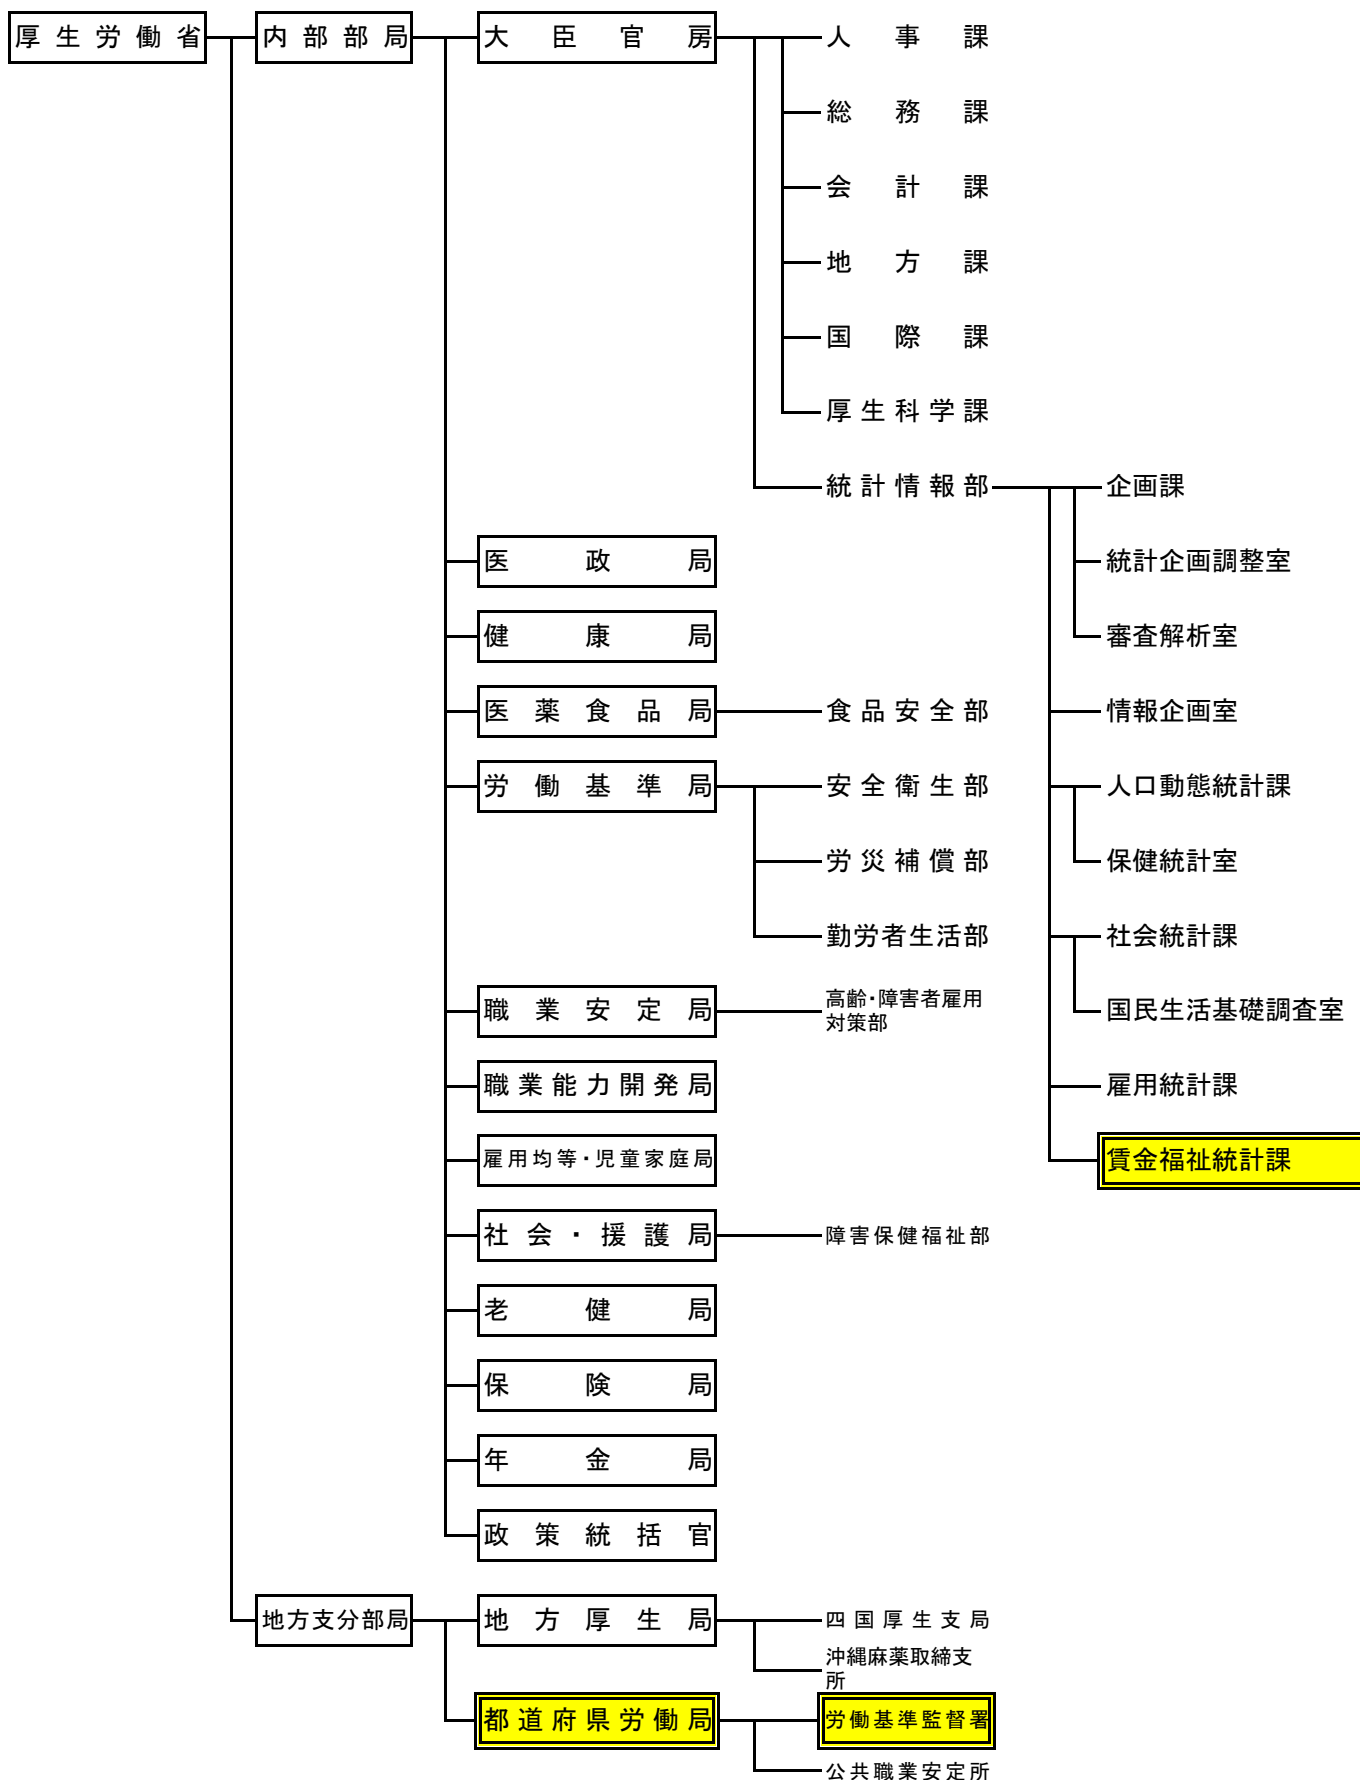 厚生労働省
内部部局
大臣官房
人事課
総務課
会計課
地方課
国際課
厚生科学課
統計情報部
企画課
統計企画調整室
審査解析室
情報企画室
人口動態統計課
保健統計室
社会統計課
国民生活基礎調査室
雇用統計課
賃金福祉統計課
医政局
健康局
医薬食品局
食品安全部
労働基準局
安全衛生部
労災補償部
勤労者生活部
職業安定局
高齢・障害者雇用
対策部
職業能力開発局
雇用均等・児童家庭局
社会・援護局
障害保健福祉部
老健局
保険局
年金局
政策統括官
地方支分部局
地方厚生局
四国厚生支局
沖縄麻薬取締支
所
都道府県労働局
労働基準監督署
公共職業安定所